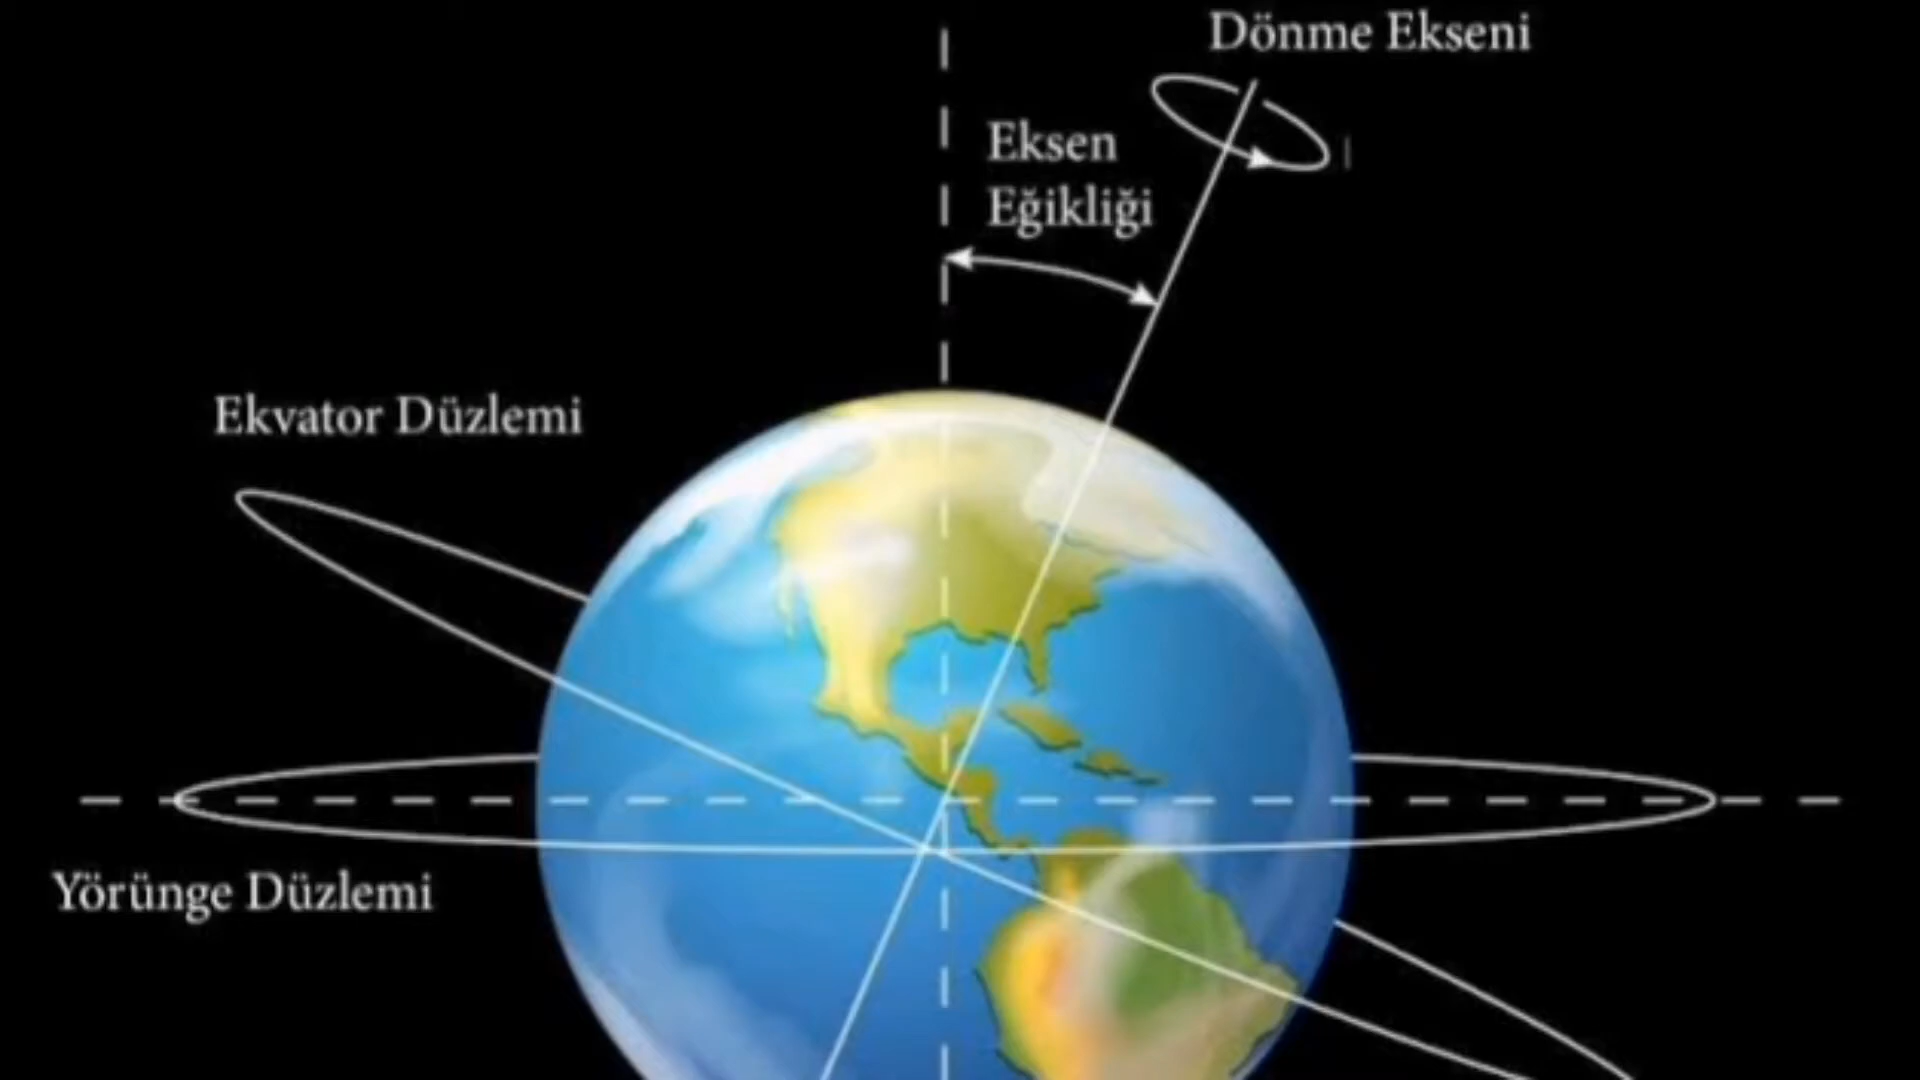 Dönme Ekseni
Eksen
Eğikliği
Ekvator Düzlemi
Yörünge Düzlemi